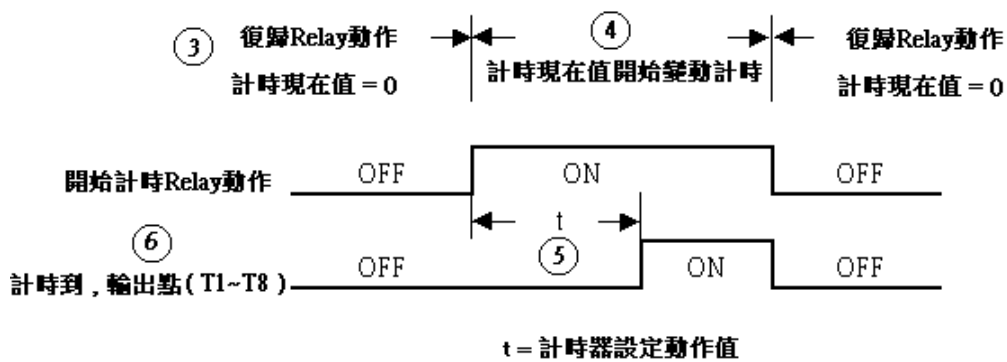 ③ 復歸Relay動作
計時現在值 = 0
④
計時現在值開始變動計時
復歸Relay動作
計時現在值 = 0
開始計時Relay動作 OFF ON OFF
t
⑥ ⑤
計時到 , 輸出點 ( T1~T8 ) OFF ON OFF
t = 計時器設定動作值